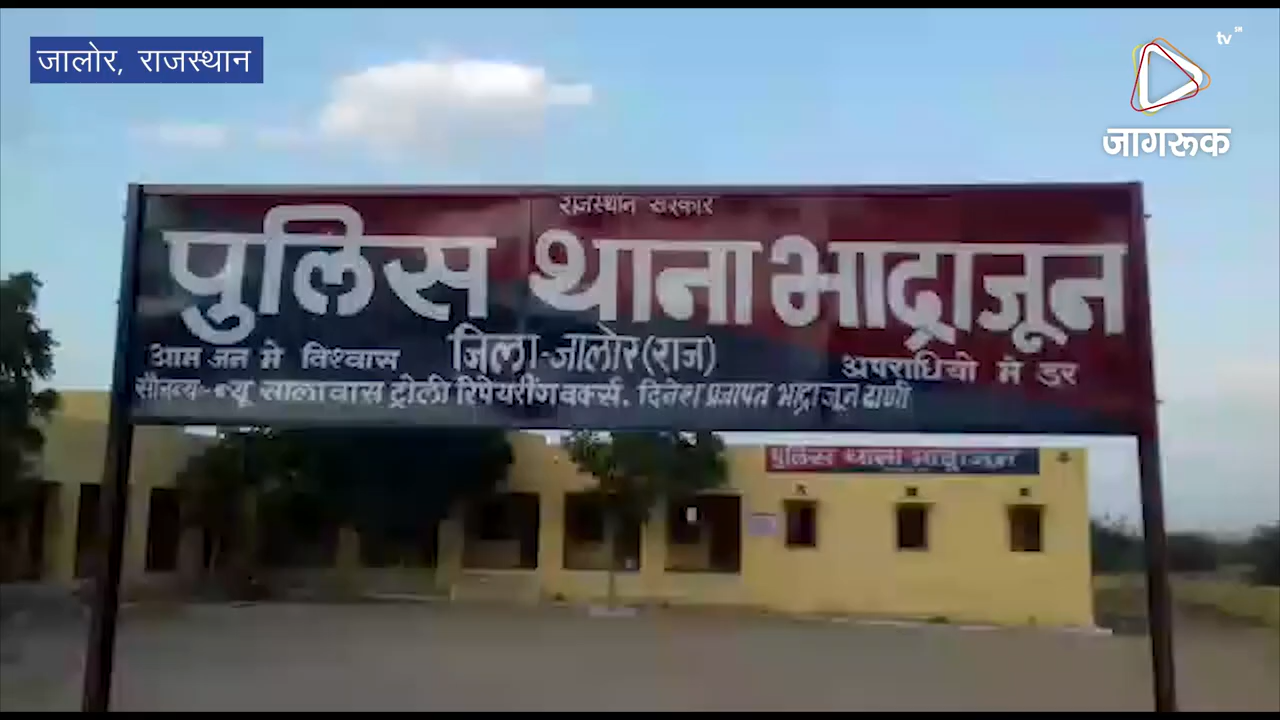 जालोर, राजस्थान
tv
जागरूक
राजस्थान सरकार
पुलिस थाना भाद्राजून
आम जन मे विश्वास
जिला-जालोर(राज)
अपराधियो मे डर
सौजन्य-न्यू सालावास ट्रोली रिपेयरींग वर्क्स. दिनेश प्रजापत भाद्राजून ढाणी
पुलिस थाना भाद्राजून